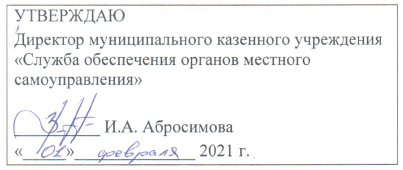 УТВЕРЖДАЮ
Директор муниципального казенного учреждения
«Служба обеспечения органов местного
самоуправления»
И.А. Абросимова
«01» февраля 2021 г.